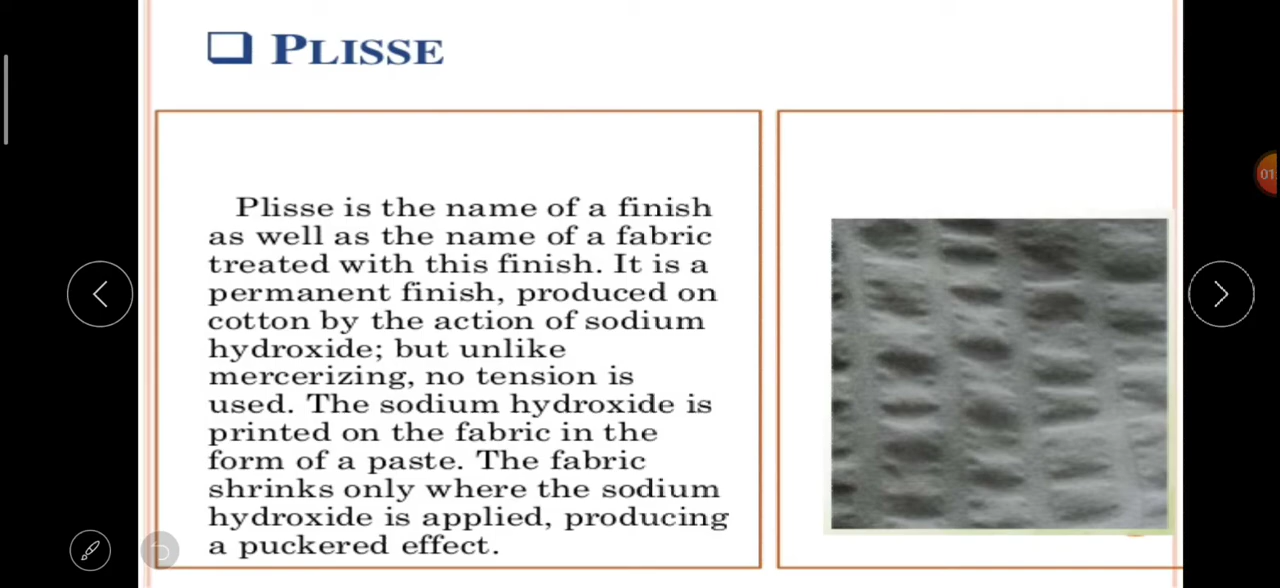 PLISSE
Plisse is the name of a finish
as well as the name of a fabric
treated with this finish. It is a
permanent finish, produced on
cotton by the action of sodium
hydroxide; but unlike
mercerizing, no tension is
used. The sodium hydroxide is
printed on the fabric in the
form of a paste. The fabric
shrinks only where the sodium
hydroxide is applied, producing
a puckered effect.